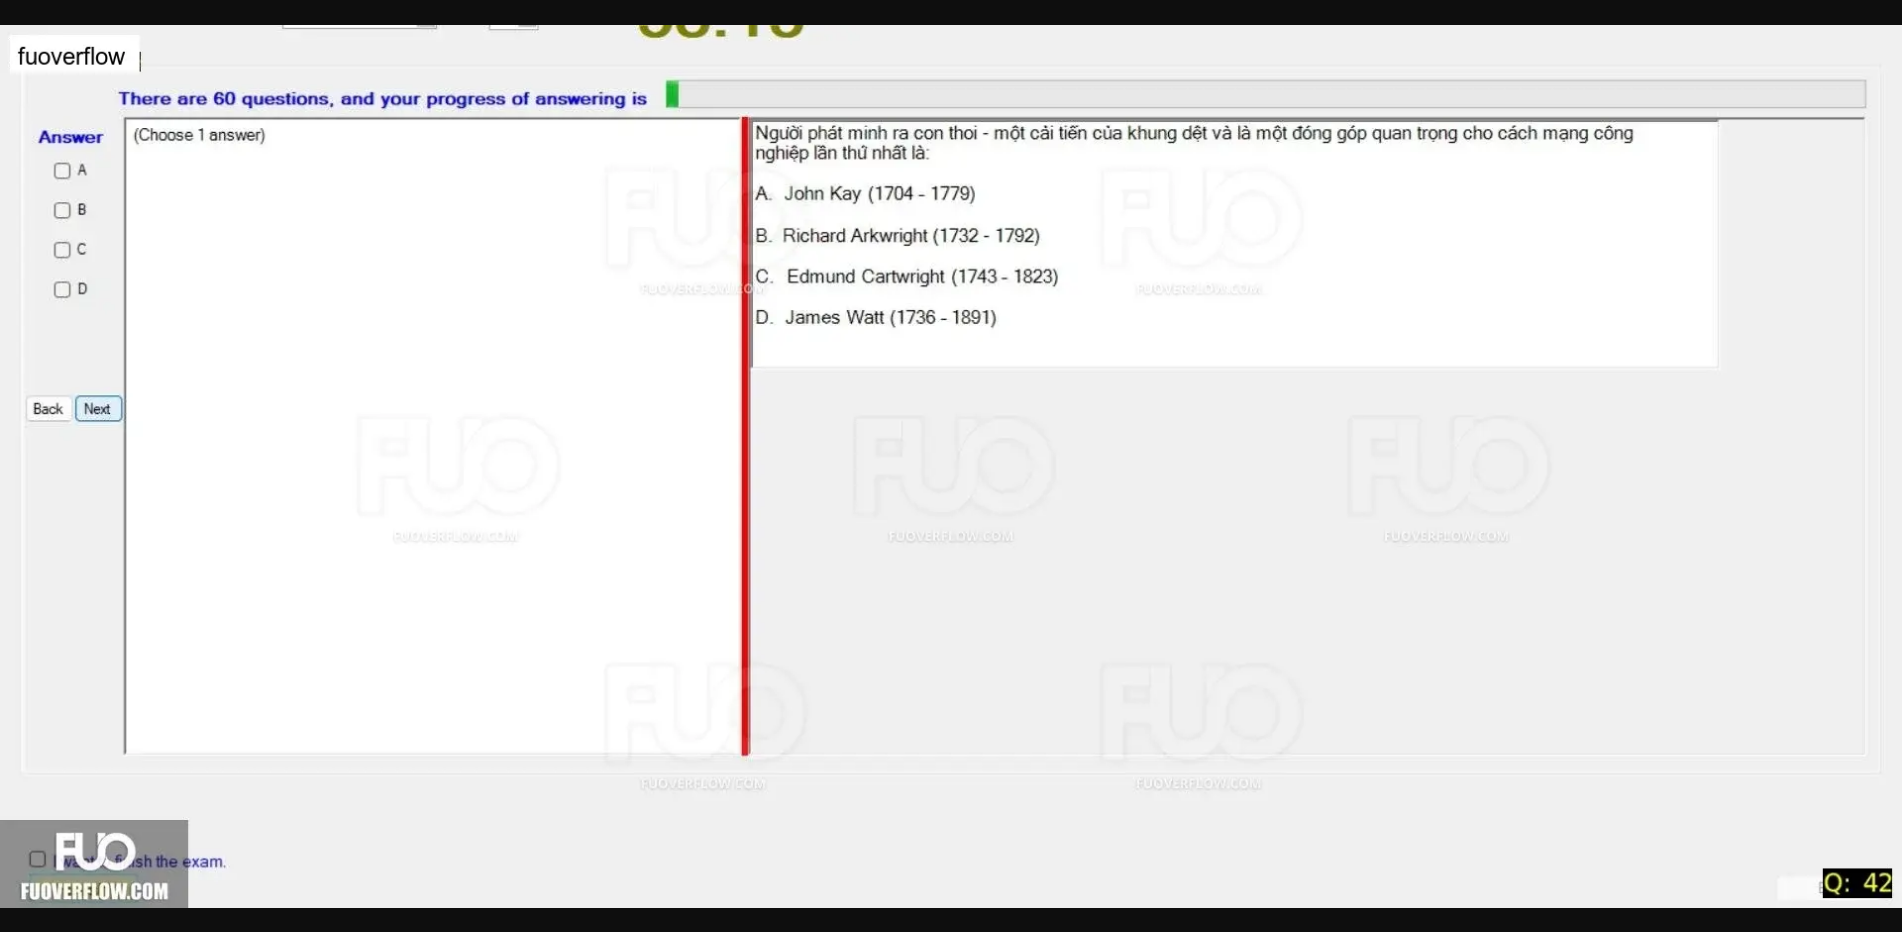 fuoverflow
There are 60 questions, and your progress of answering is
Answer
(Choose 1 answer)
A
B
C
D
Back
Next
Người phát minh ra con thoi - một cải tiến của khung dệt và là một đóng góp quan trọng cho cách mạng công
nghiệp lần thứ nhất là:
A. John Kay (1704 - 1779)
B. Richard Arkwright (1732 - 1792)
C. Edmund Cartwright (1743 - 1823)
D. James Watt (1736 - 1891)
FUO
FUOVERFLOW.COM
FUO
FUOVERFLOW.COM
FUO
FUOVERFLOW.COM
FUO
FUOVERFLOW.COM
FUO
FUOVERFLOW.COM
FUO
FUOVERFLOW.COM
FUO
FUOVERFLOW.COM
the exam.
FUO
FUOVERFLOW.COM
Q: 42